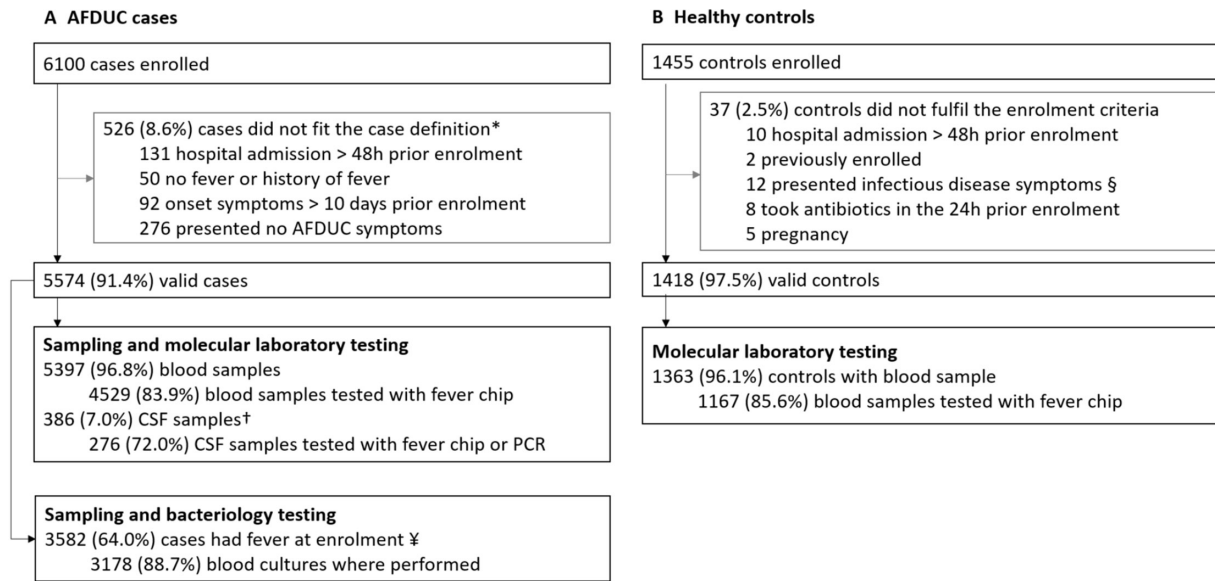 A AFDUC cases
6100 cases enrolled
526 (8.6%) cases did not fit the case definition*
131 hospital admission > 48h prior enrolment
50 no fever or history of fever
92 onset symptoms > 10 days prior enrolment
276 presented no AFDUC symptoms
5574 (91.4%) valid cases
Sampling and molecular laboratory testing
5397 (96.8%) blood samples
4529 (83.9%) blood samples tested with fever chip
386 (7.0%) CSF samples†
276 (72.0%) CSF samples tested with fever chip or PCR
Sampling and bacteriology testing
3582 (64.0%) cases had fever at enrolment ¥
3178 (88.7%) blood cultures where performed
B Healthy controls
1455 controls enrolled
37 (2.5%) controls did not fulfil the enrolment criteria
10 hospital admission > 48h prior enrolment
2 previously enrolled
12 presented infectious disease symptoms §
8 took antibiotics in the 24h prior enrolment
5 pregnancy
1418 (97.5%) valid controls
Molecular laboratory testing
1363 (96.1%) controls with blood sample
1167 (85.6%) blood samples tested with fever chip